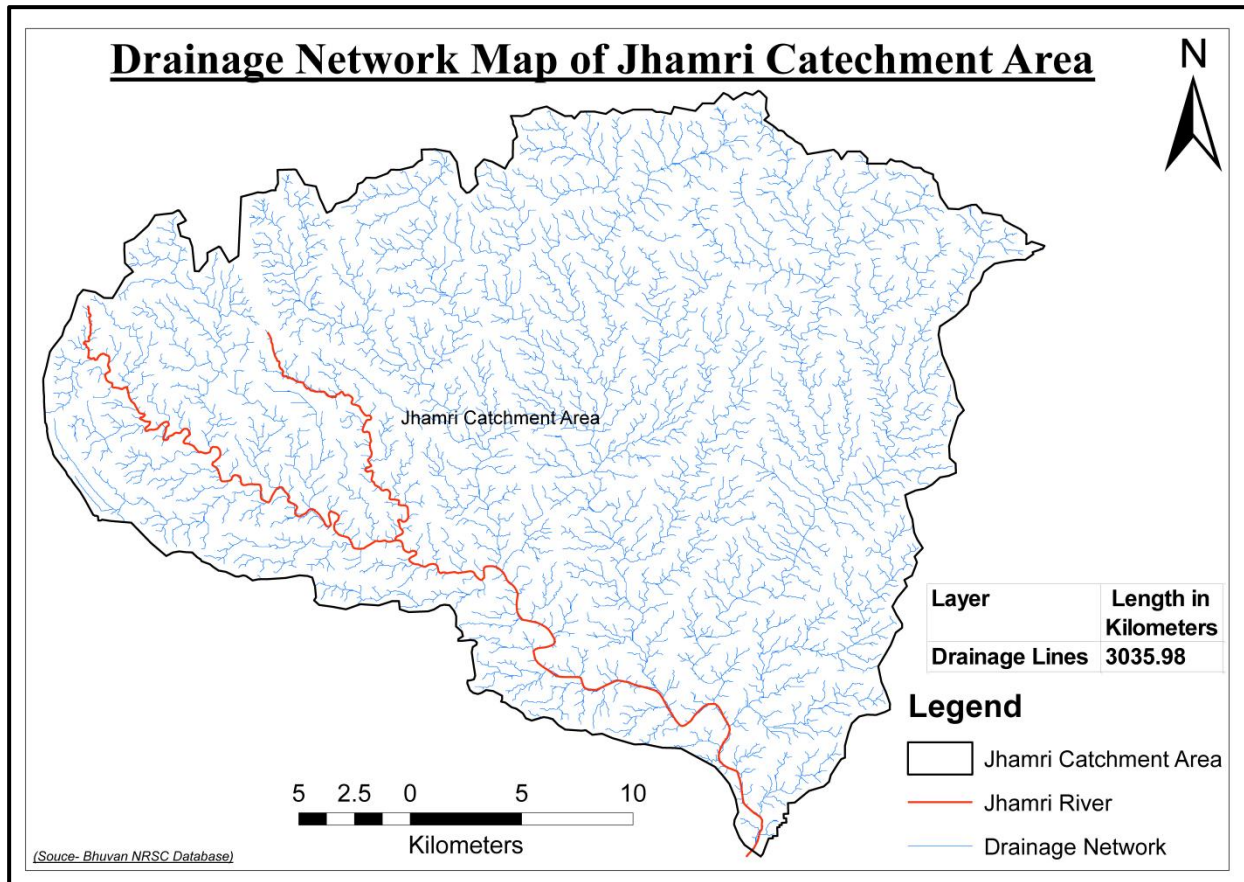 Drainage Network Map of Jhamri Catechment Area
N
Jhamri Catchment Area
Layer Length in Kilometers
Drainage Lines 3035.98
Legend
Jhamri Catchment Area
Jhamri River
Drainage Network
5 2.5 0 5 10
Kilometers
(Souce- Bhuvan NRSC Database)